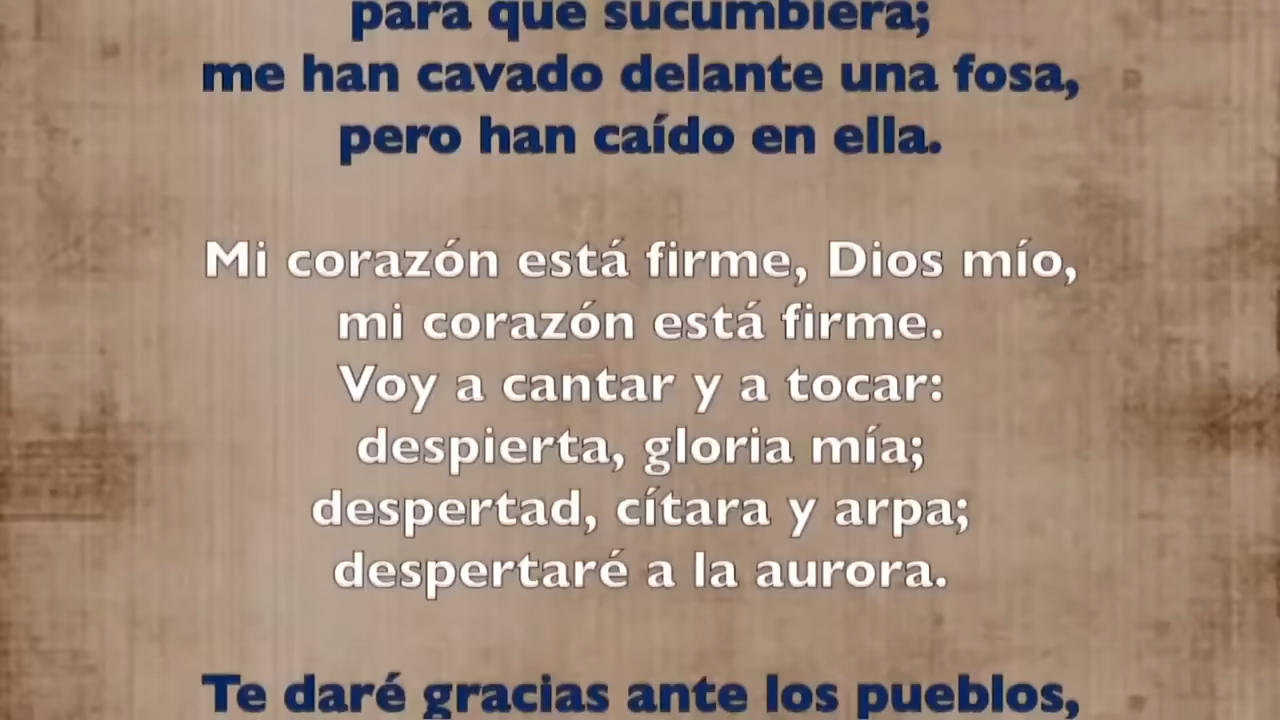 para que sucumbiera;
me han cavado delante una fosa,
pero han caído en ella.
Mi corazón está firme, Dios mío,
mi corazón está firme.
Voy a cantar y a tocar:
despierta, gloria mía;
despertad, cítara y arpa;
despertaré a la aurora.
Te daré gracias ante los pueblos,